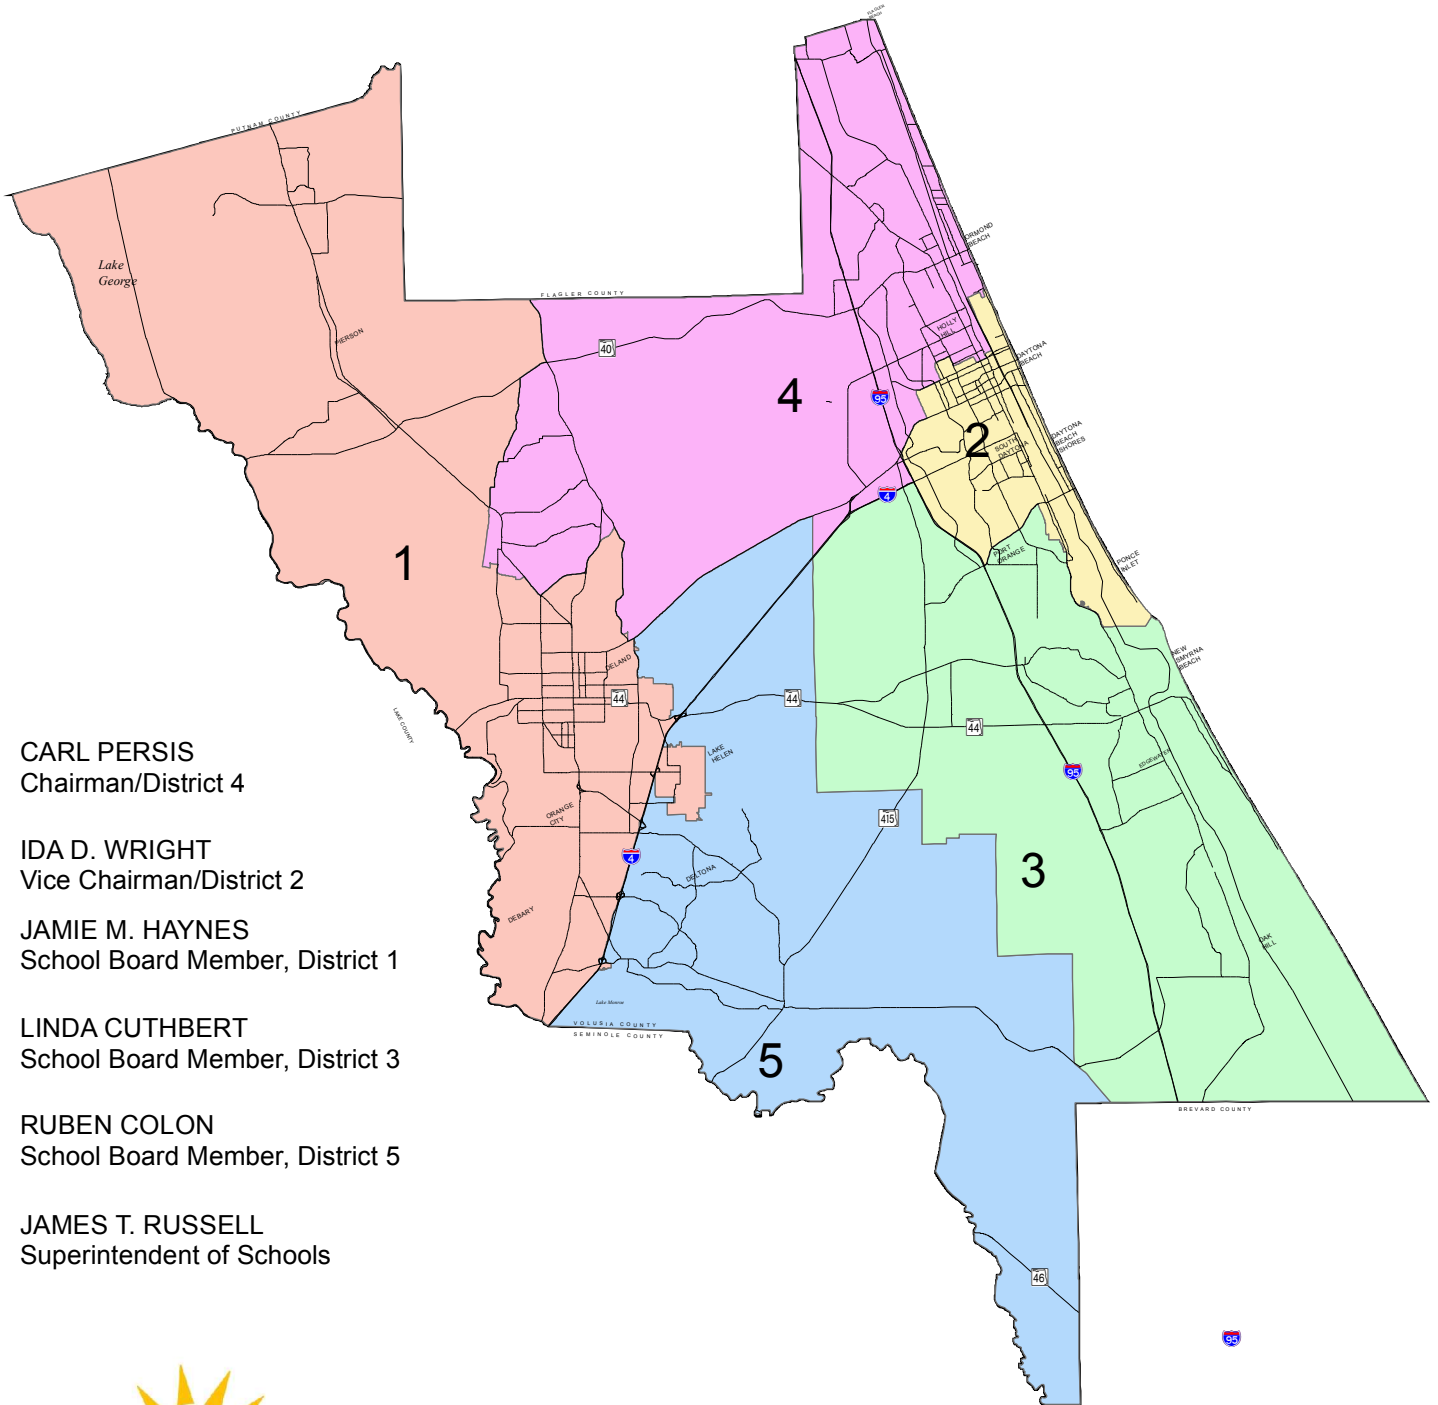 FLAGLER
BEACH
PUTNAM COUNTY
Lake
George
ORMOND
BEACH
FLAGLER COUNTY
PIERSON
40
HOLLY
HILL
DAYTONA
BEACH
4
95
2
SOUTH
DAYTONA
DAYTONA
BEACH
SHORES
4
1
PORT
ORANGE
PONCE
INLET
NEW
SMYRNA
BEACH
DELAND
44
44
44
LAKE COUNTY
LAKE
HELEN
EDGEWATER
95
ORANGE
CITY
415
4
3
DELTONA
DEBARY
OAK
HILL
Lake Monroe
VOLUSIA COUNTY
SEMINOLE COUNTY
5
BREVARD COUNTY
46
95
CARL PERSIS
Chairman/District 4
IDA D. WRIGHT
Vice Chairman/District 2
JAMIE M. HAYNES
School Board Member, District 1
LINDA CUTHBERT
School Board Member, District 3
RUBEN COLON
School Board Member, District 5
JAMES T. RUSSELL
Superintendent of Schools